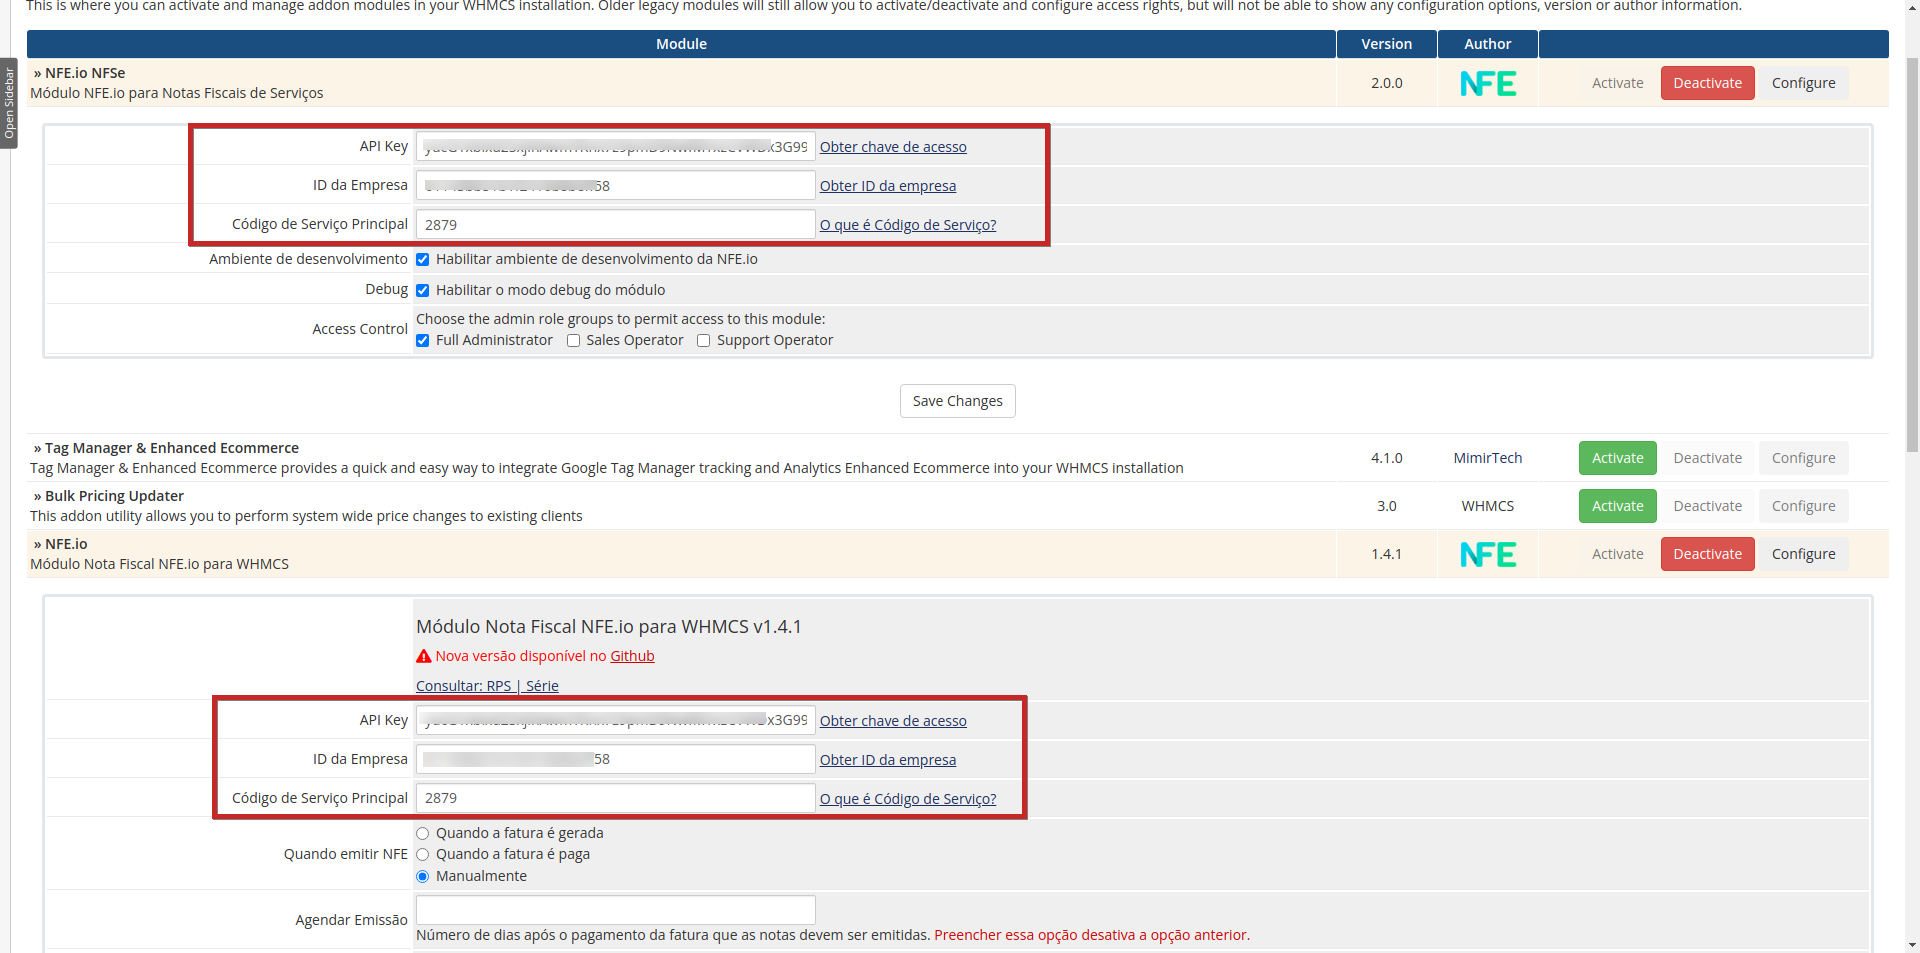 This is where you can activate and manage addon modules in your WHMCS installation. Older legacy modules will still allow you to activate/deactivate and configure access rights, but will not be able to show any configuration options, version or author information.
Module Version Author
Open Sidebar
» NFE.io NFSe
Módulo NFE.io para Notas Fiscais de Serviços
2.0.0 NFE Activate Deactivate Configure
API Key x3G99 Obter chave de acesso
ID da Empresa 58 Obter ID da empresa
Código de Serviço Principal 2879 O que é Código de Serviço?
Ambiente de desenvolvimento Habilitar ambiente de desenvolvimento da NFE.io
Debug Habilitar o modo debug do módulo
Access Control Choose the admin role groups to permit access to this module:
Full Administrator Sales Operator Support Operator
Save Changes
» Tag Manager & Enhanced Ecommerce
Tag Manager & Enhanced Ecommerce provides a quick and easy way to integrate Google Tag Manager tracking and Analytics Enhanced Ecommerce into your WHMCS installation
4.1.0 MimirTech Activate Deactivate Configure
» Bulk Pricing Updater
This addon utility allows you to perform system wide price changes to existing clients
3.0 WHMCS Activate Deactivate Configure
» NFE.io
Módulo Nota Fiscal NFE.io para WHMCS
1.4.1 NFE Activate Deactivate Configure
Módulo Nota Fiscal NFE.io para WHMCS v1.4.1
Nova versão disponível no Github
Consultar: RPS | Série
API Key x3G99 Obter chave de acesso
ID da Empresa 58 Obter ID da empresa
Código de Serviço Principal 2879 O que é Código de Serviço?
Quando emitir NFE
Quando a fatura é gerada
Quando a fatura é paga
Manualmente
Agendar Emissão
Número de dias após o pagamento da fatura que as notas devem ser emitidas. Preencher essa opção desativa a opção anterior.